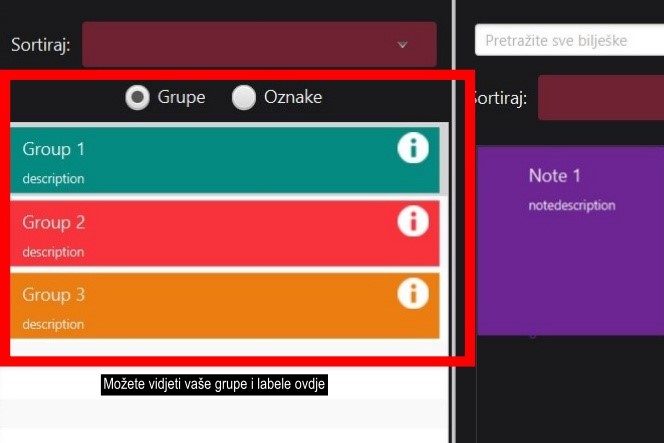 Sortiraj:
Grupe
Oznake
Group 1
description
Group 2
description
Group 3
description
Možete vidjeti vaše grupe i labele ovdje
Pretražite sve bilješke
Sortiraj:
Note 1
notedescription